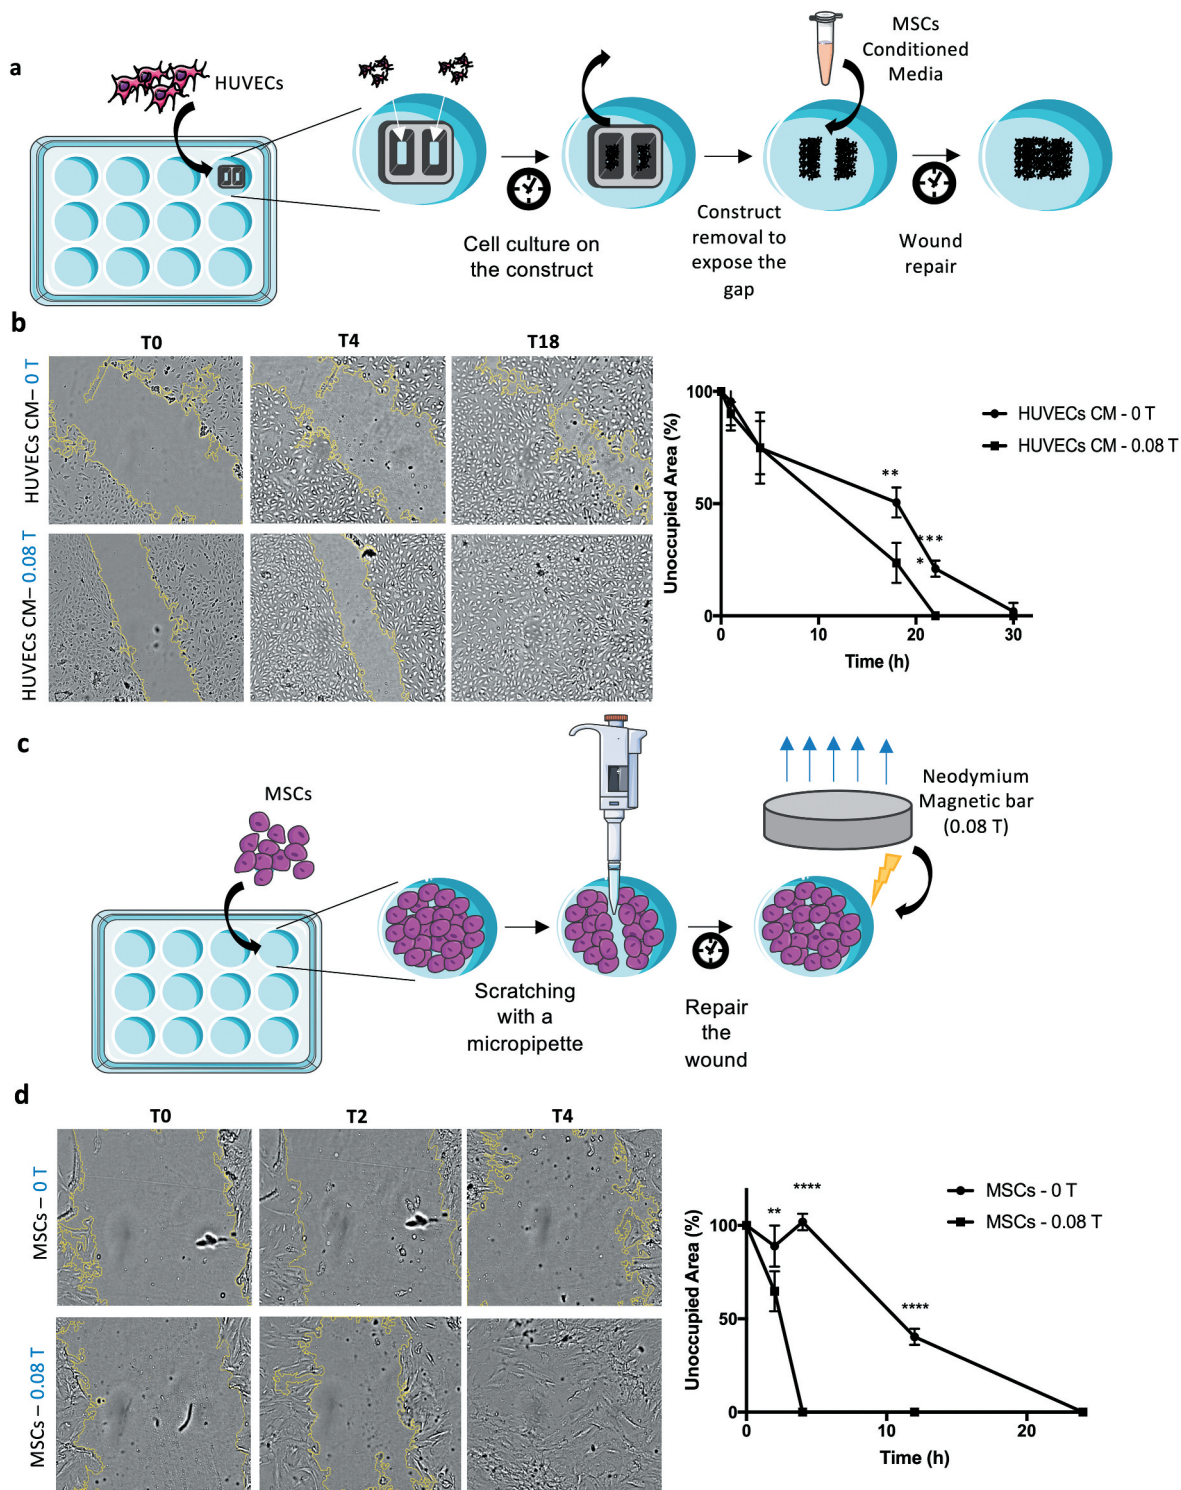 a
HUVECs
MSCs
Conditioned
Media
Cell culture on
the construct
Construct
removal to
expose the
gap
Wound
repair
b
T0
T4
T18
HUVECs CM– 0 T
HUVECs CM– 0.08 T
Unoccupied Area (%)
100
50
0
**
***
*
0
10
20
30
Time (h)
HUVECs CM - 0 T
HUVECs CM - 0.08 T
c
MSCs
Scratching
with a
micropipette
Repair
the
wound
Neodymium
Magnetic bar
(0.08 T)
d
T0
T2
T4
MSCs – 0 T
MSCs – 0.08 T
Unoccupied Area (%)
100
50
0
**
****
****
0
10
20
Time (h)
MSCs - 0 T
MSCs - 0.08 T